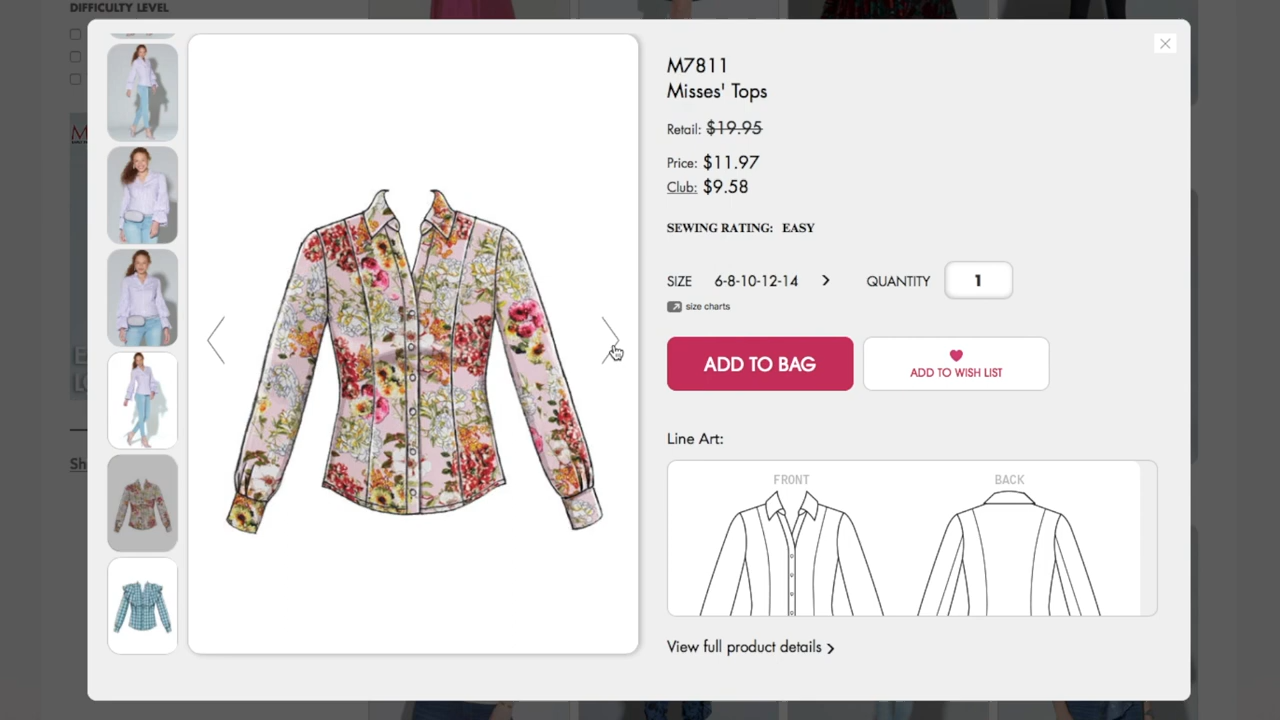 DIFFICULTY LEVEL
M7811
Misses' Tops
Retail: $19.95
Price: $11.97
Club: $9.58
SEWING RATING: EASY
SIZE 6-8-10-12-14 > QUANTITY 1
size charts
ADD TO BAG
ADD TO WISH LIST
Line Art:
FRONT BACK
View full product details >
Sh